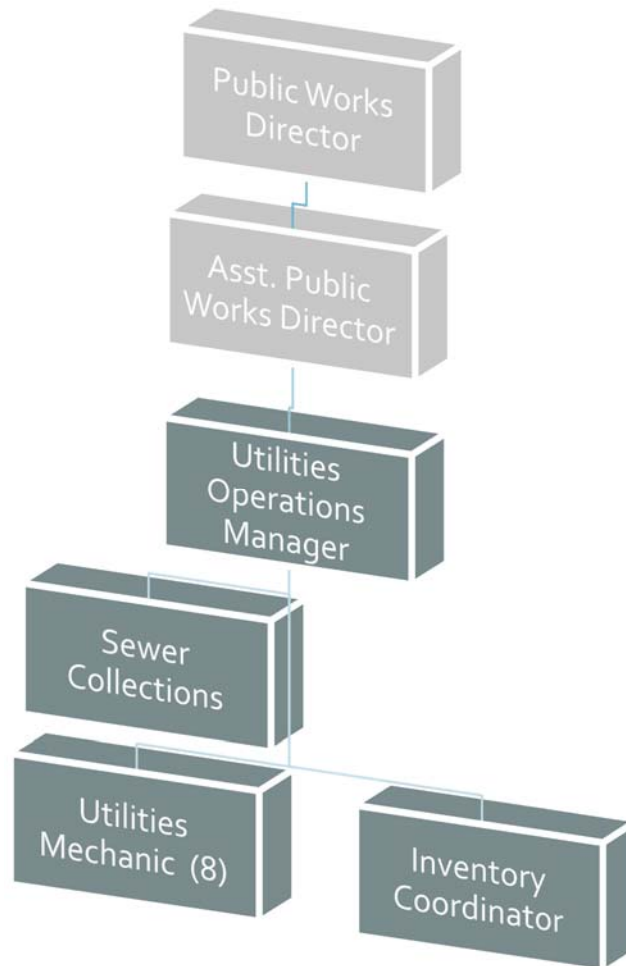 Public Works
Director
Asst. Public
Works Director
Utilities
Operations
Manager
Sewer
Collections
Utilities
Mechanic (8)
Inventory
Coordinator